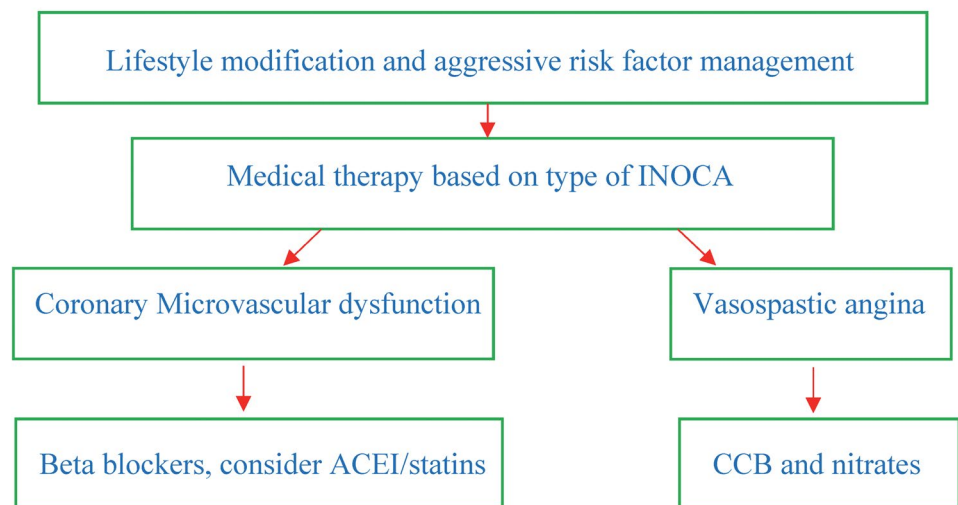 Lifestyle modification and aggressive risk factor management
Medical therapy based on type of INOCA
Coronary Microvascular dysfunction
Vasospastic angina
Beta blockers, consider ACEI/statins
CCB and nitrates